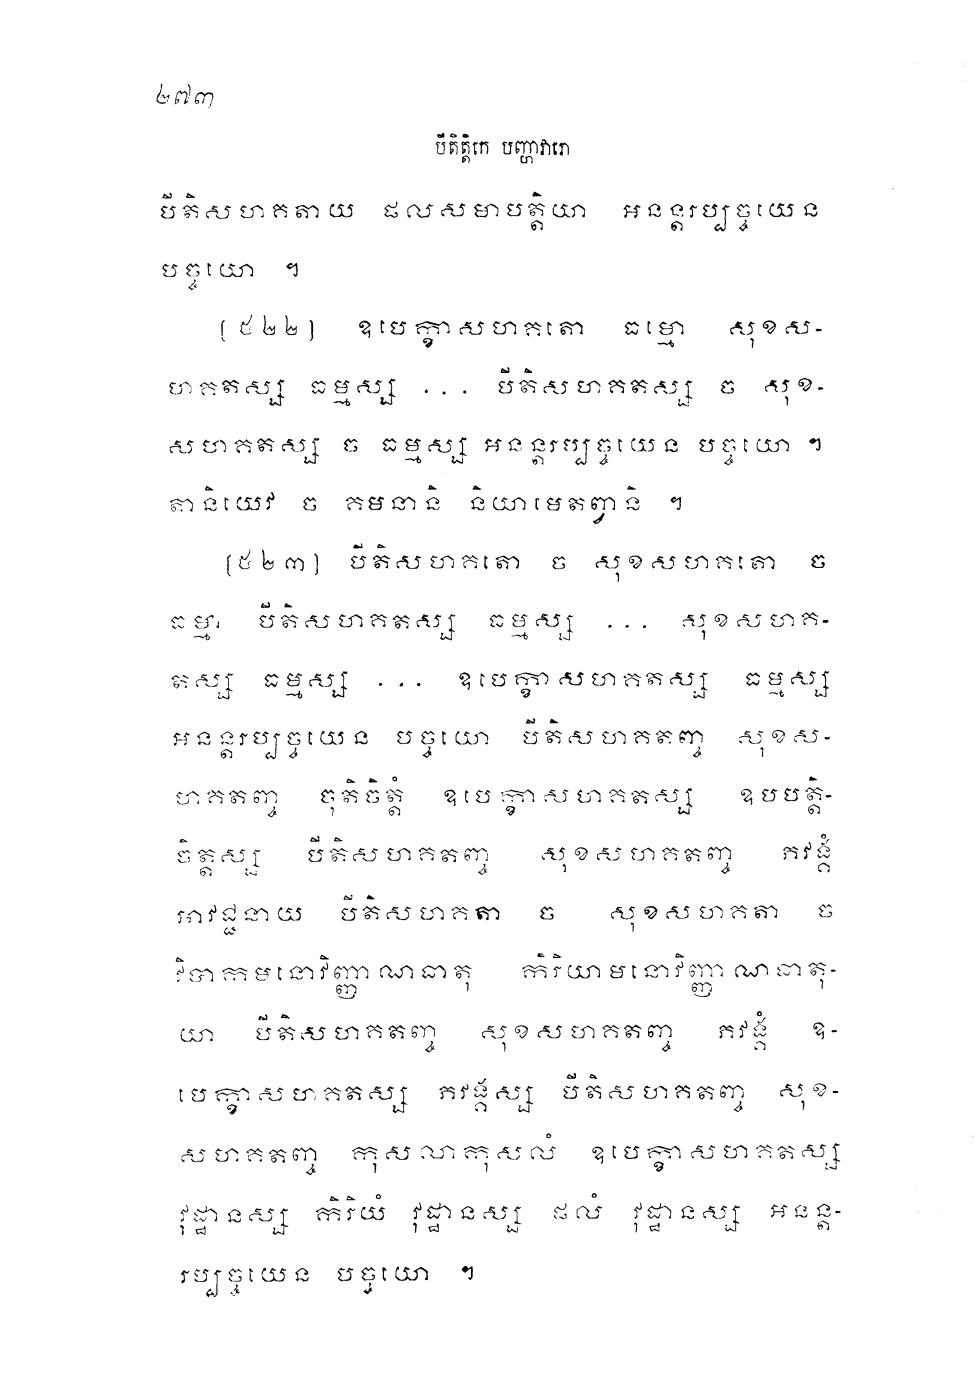 ២៧៣
បីតិត្តិកេ បញ្ហាវារោ
បីតិសហគតាយ ផលសមាបត្តិយា អនន្តរប្បច្ចយេន
បច្ចយោ ។
(៥២២) ឧបេក្ខាសហគតោ ធម្មោ សុខស-
ហគតស្ស ធម្មស្ស ... បីតិសហគតស្ស ច សុខ-
សហគតស្ស ច ធម្មស្ស អនន្តរប្បច្ចយេន បច្ចយោ ។
តានិយេវ ច គមនានិ និយាមេតព្វានិ ។
(៥២៣) បីតិសហគតោ ច សុខសហគតោ ច
ធម្មា បីតិសហគតស្ស ធម្មស្ស ... សុខសហគ-
តស្ស ធម្មស្ស ... ឧបេក្ខាសហគតស្ស ធម្មស្ស
អនន្តរប្បច្ចយេន បច្ចយោ បីតិសហគតញ្ច សុខស-
ហគតញ្ច ចុតិចិត្តំ ឧបេក្ខាសហគតស្ស ឧបបត្តិ-
ចិត្តស្ស បីតិសហគតញ្ច សុខសហគតញ្ច ភវង្គំ
អាវជ្ជនាយ បីតិសហគតា ច សុខសហគតា ច
វិបាកមនោវិញ្ញាណធាតុ កិរិយាមនោវិញ្ញាណធាតុ-
យា បីតិសហគតញ្ច សុខសហគតញ្ច ភវង្គំ ឧ-
បេក្ខាសហគតស្ស ភវង្គស្ស បីតិសហគតញ្ច សុខ-
សហគតញ្ច កុសលាកុសលំ ឧបេក្ខាសហគតស្ស
វុដ្ឋានស្ស កិរិយំ វុដ្ឋានស្ស ផលំ វុដ្ឋានស្ស អនន្ត-
រប្បច្ចយេន បច្ចយោ ។